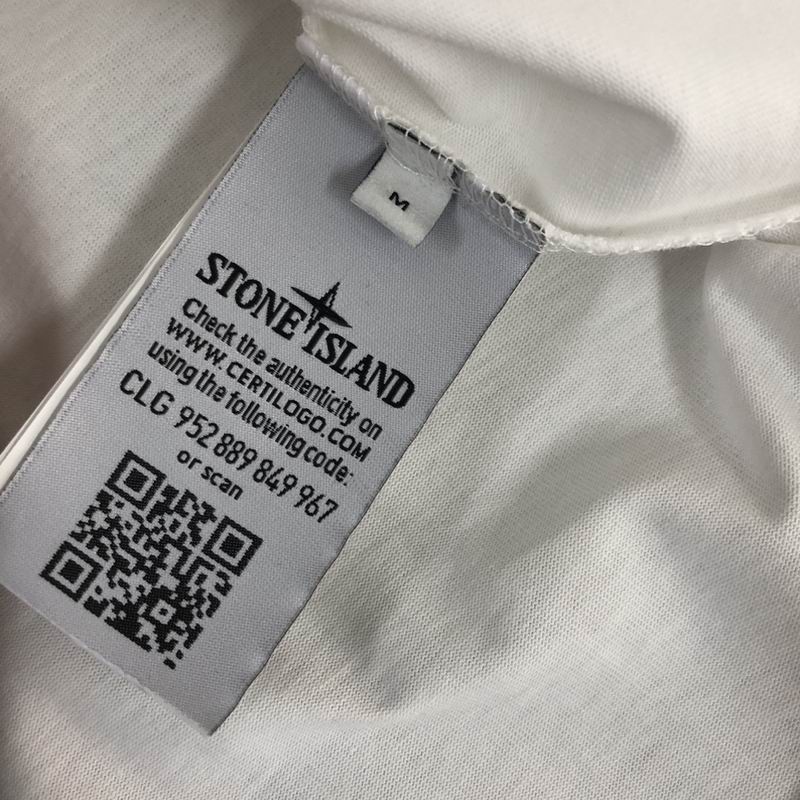 M
STONE ISLAND
Check the authenticity on
WWW.CERTILOGO.COM
using the following code:
CLG 952 889 849 967
or scan